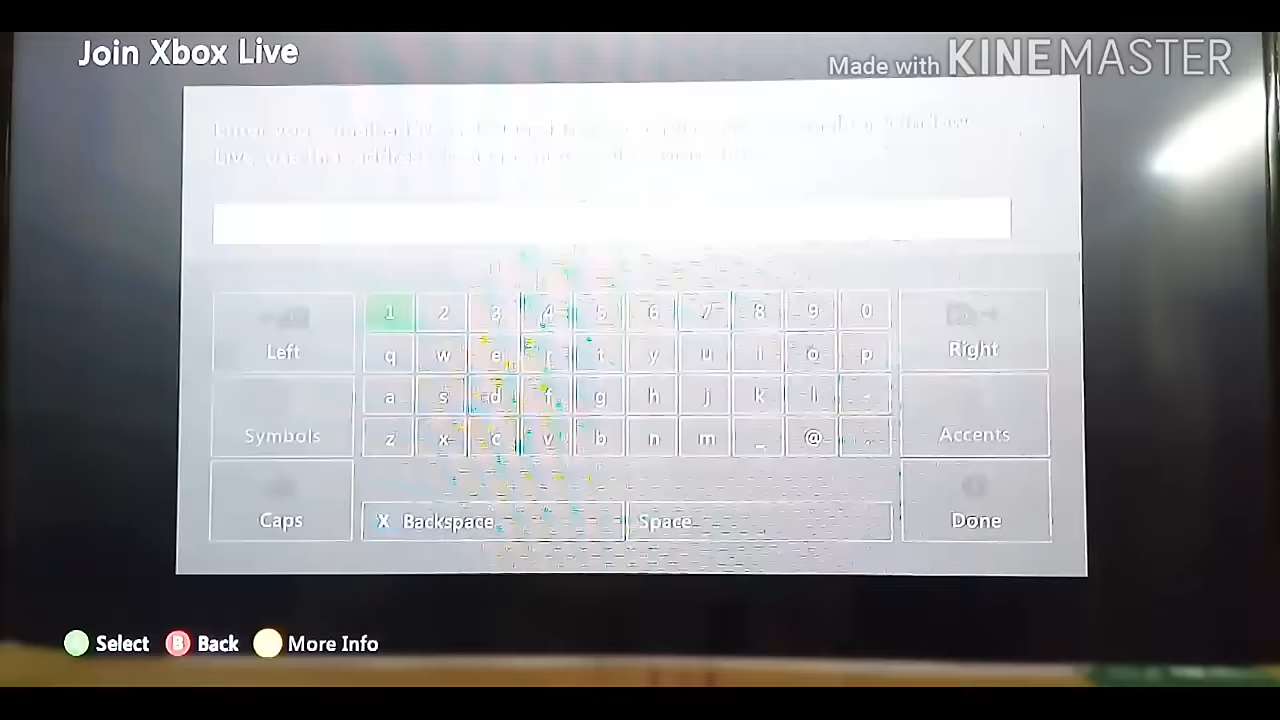 Join Xbox Live
Made with KINEMASTER
1 2 3 4 5 6 7 8 9 0
Left
Right
q w e r t y u i o p
a s d f g h j k l -
Symbols
Accents
z x c v b n m _ @ .
Caps
X Backspace
Space
Done
Select
B Back
More Info